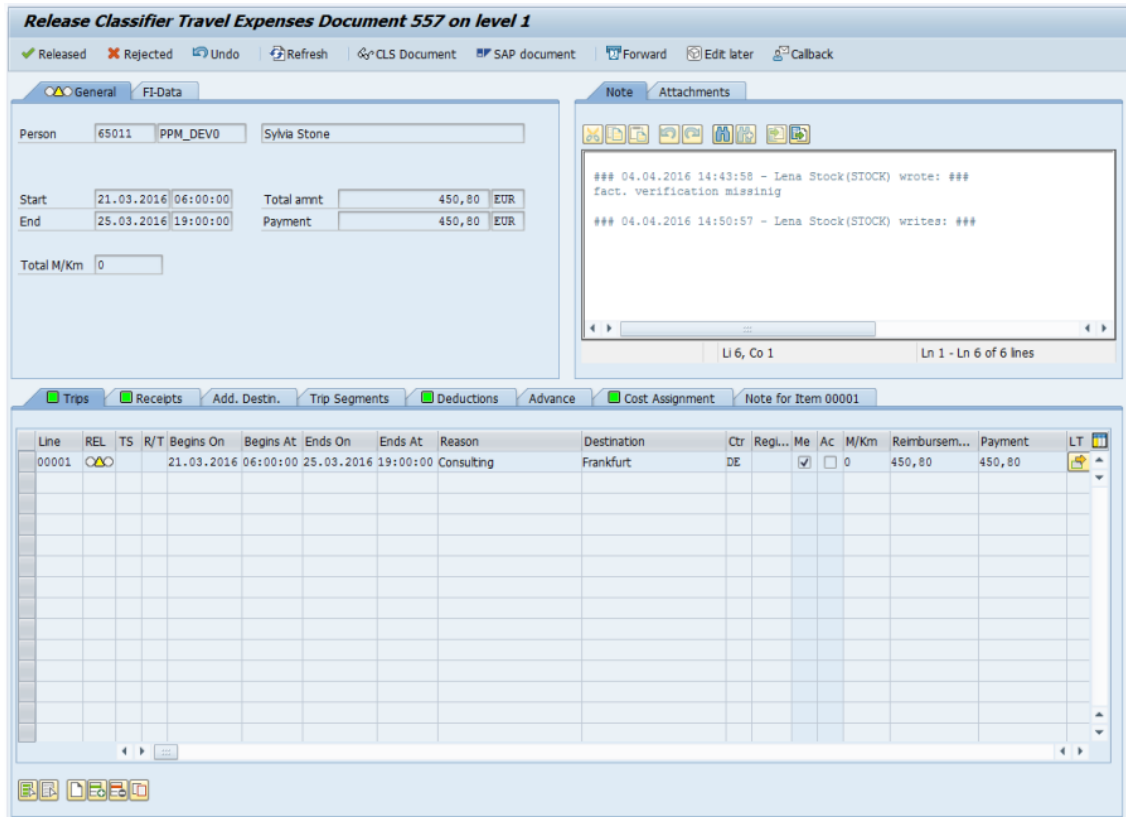 Release Classifier Travel Expenses Document 557 on level 1
Released Rejected Undo Refresh CLS Document SAP document Forward Edit later Callback
General FI-Data
Person 65011 PPM_DEV0 Sylvia Stone
Start 21.03.2016 06:00:00 Total amnt 450,80 EUR
End 25.03.2016 19:00:00 Payment 450,80 EUR
Total M/Km 0
Note Attachments
### 04.04.2016 14:43:58 - Lena Stock(STOCK) wrote: ###
fact. verification missinig
### 04.04.2016 14:50:57 - Lena Stock(STOCK) writes: ###
Li 6, Co 1 Ln 1 - Ln 6 of 6 lines
Trips Receipts Add. Destin. Trip Segments Deductions Advance Cost Assignment Note for Item 00001
Line REL TS R/T Begins On Begins At Ends On Ends At Reason Destination Ctr Regi... Me Ac M/Km Reimbursem... Payment LT
00001 21.03.2016 06:00:00 25.03.2016 19:00:00 Consulting Frankfurt DE 0 450,80 450,80